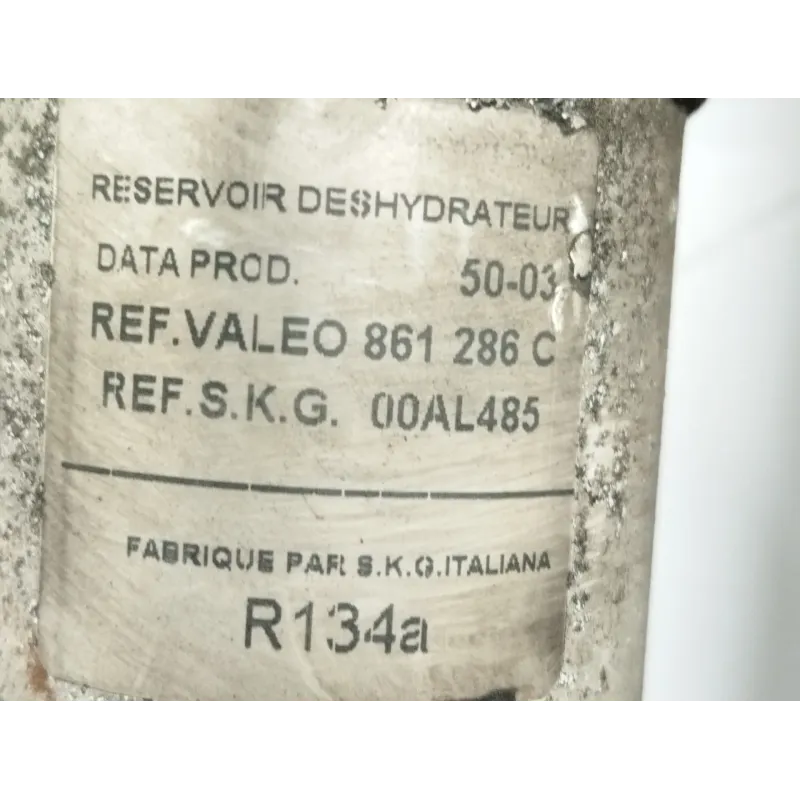 RESERVOIR DESHYDRATEUR
DATA PROD. 50-03
REF.VALEO 861 286 C
REF.S.K.G. 00AL485
FABRIQUE PAR S.K.G.ITALIANA
R134a